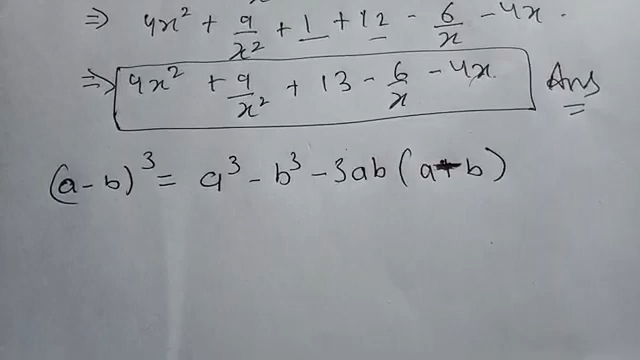 ⇒ 4x² + 9/x² + 1 + 12 - 6/x - 4x.
⇒ 4x² + 9/x² + 13 - 6/x - 4x. Ans
(a-b)³ = a³ - b³ - 3ab(a-b)